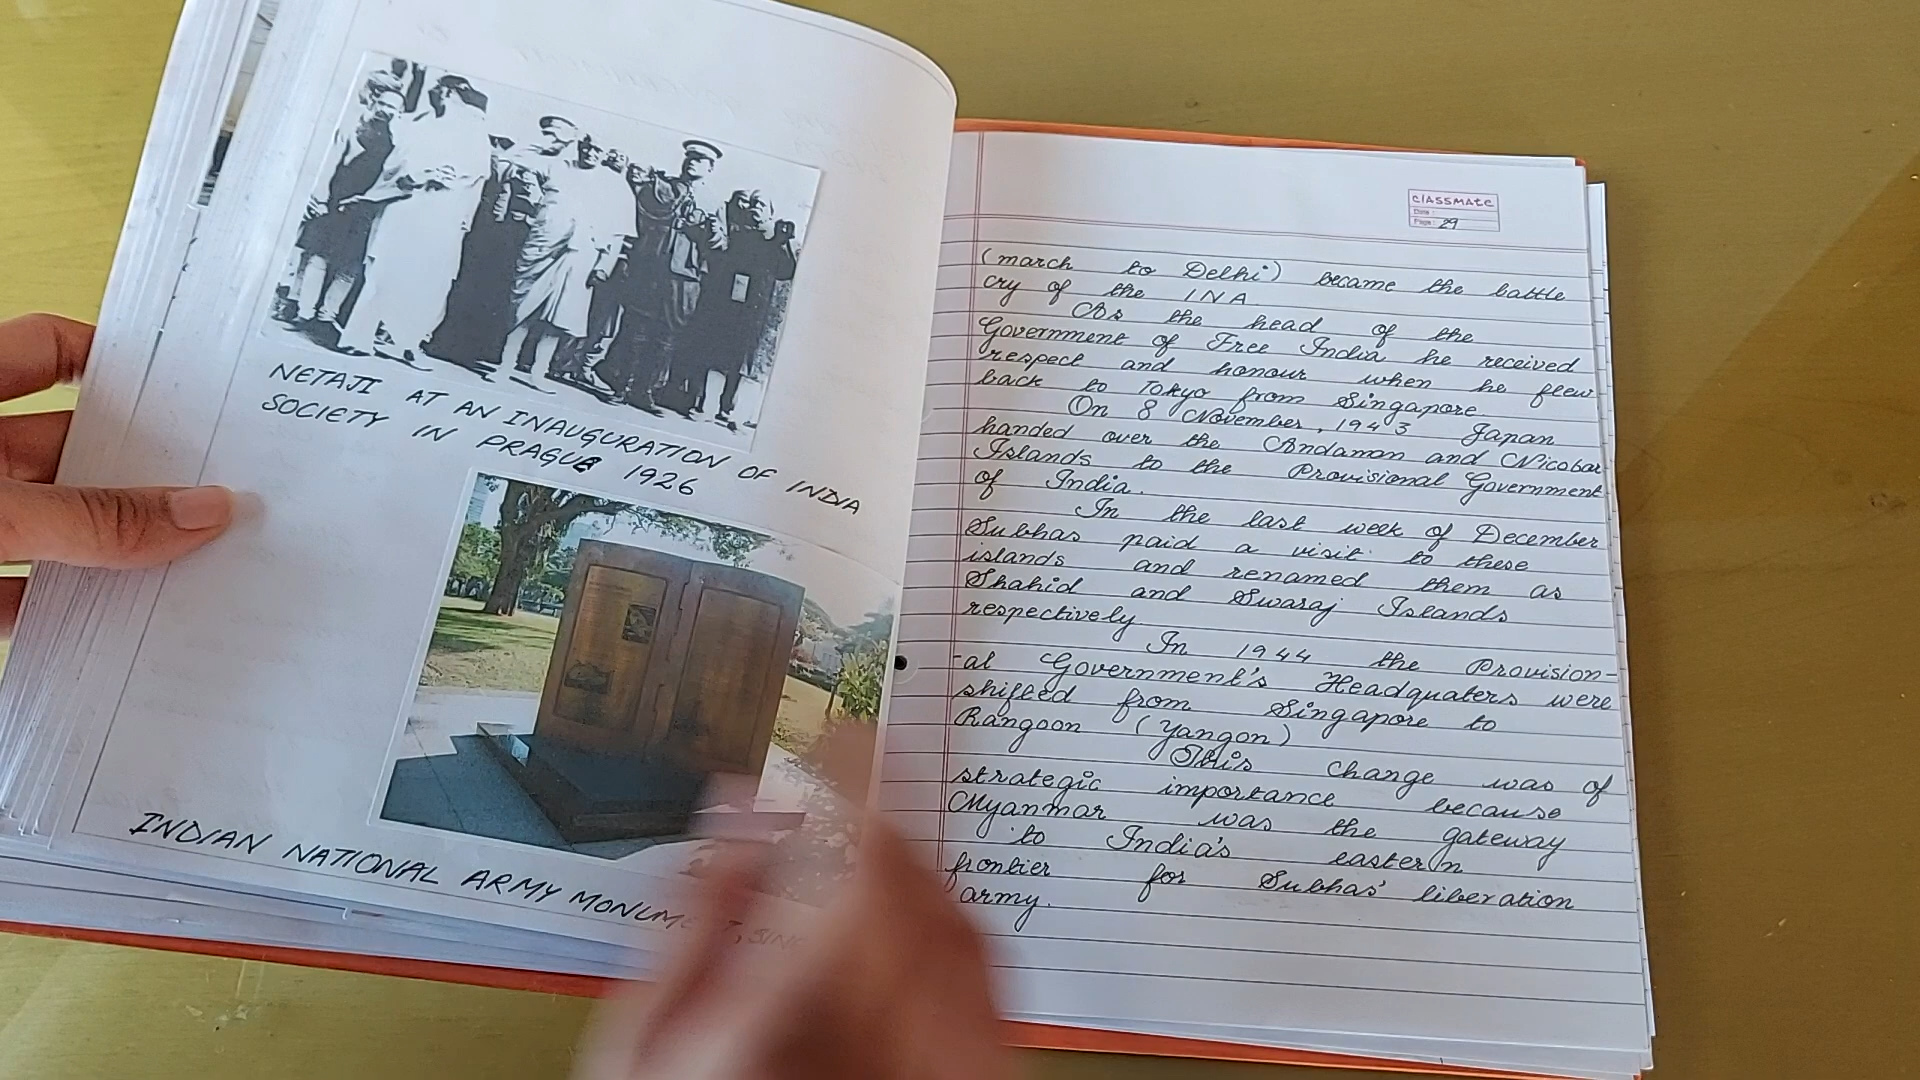 NETAJI AT AN INAUGURATION OF INDIA
SOCIETY IN PRAGUE 1926
INDIAN NATIONAL ARMY MONUMENT, SING
classmate
Date :
Page : 29
(march to Delhi) became the battle
cry of the INA
As the head of the
Government of Free India he received
respect and honour when he flew
back to Tokyo from Singapore.
On 8 November, 1943 Japan
handed over the Andaman and Nicobar
Islands to the Provisional Government
of India.
In the last week of December
Subhas paid a visit to these
islands and renamed them as
Shahid and Swaraj Islands
respectively
In 1944 the Provision-
-al Government's Headquaters were
shifted from Singapore to
Rangoon (Yangon)
This change was of
strategic importance because
Myanmar was the gateway
to India's eastern
frontier for Subhas' liberation
army.